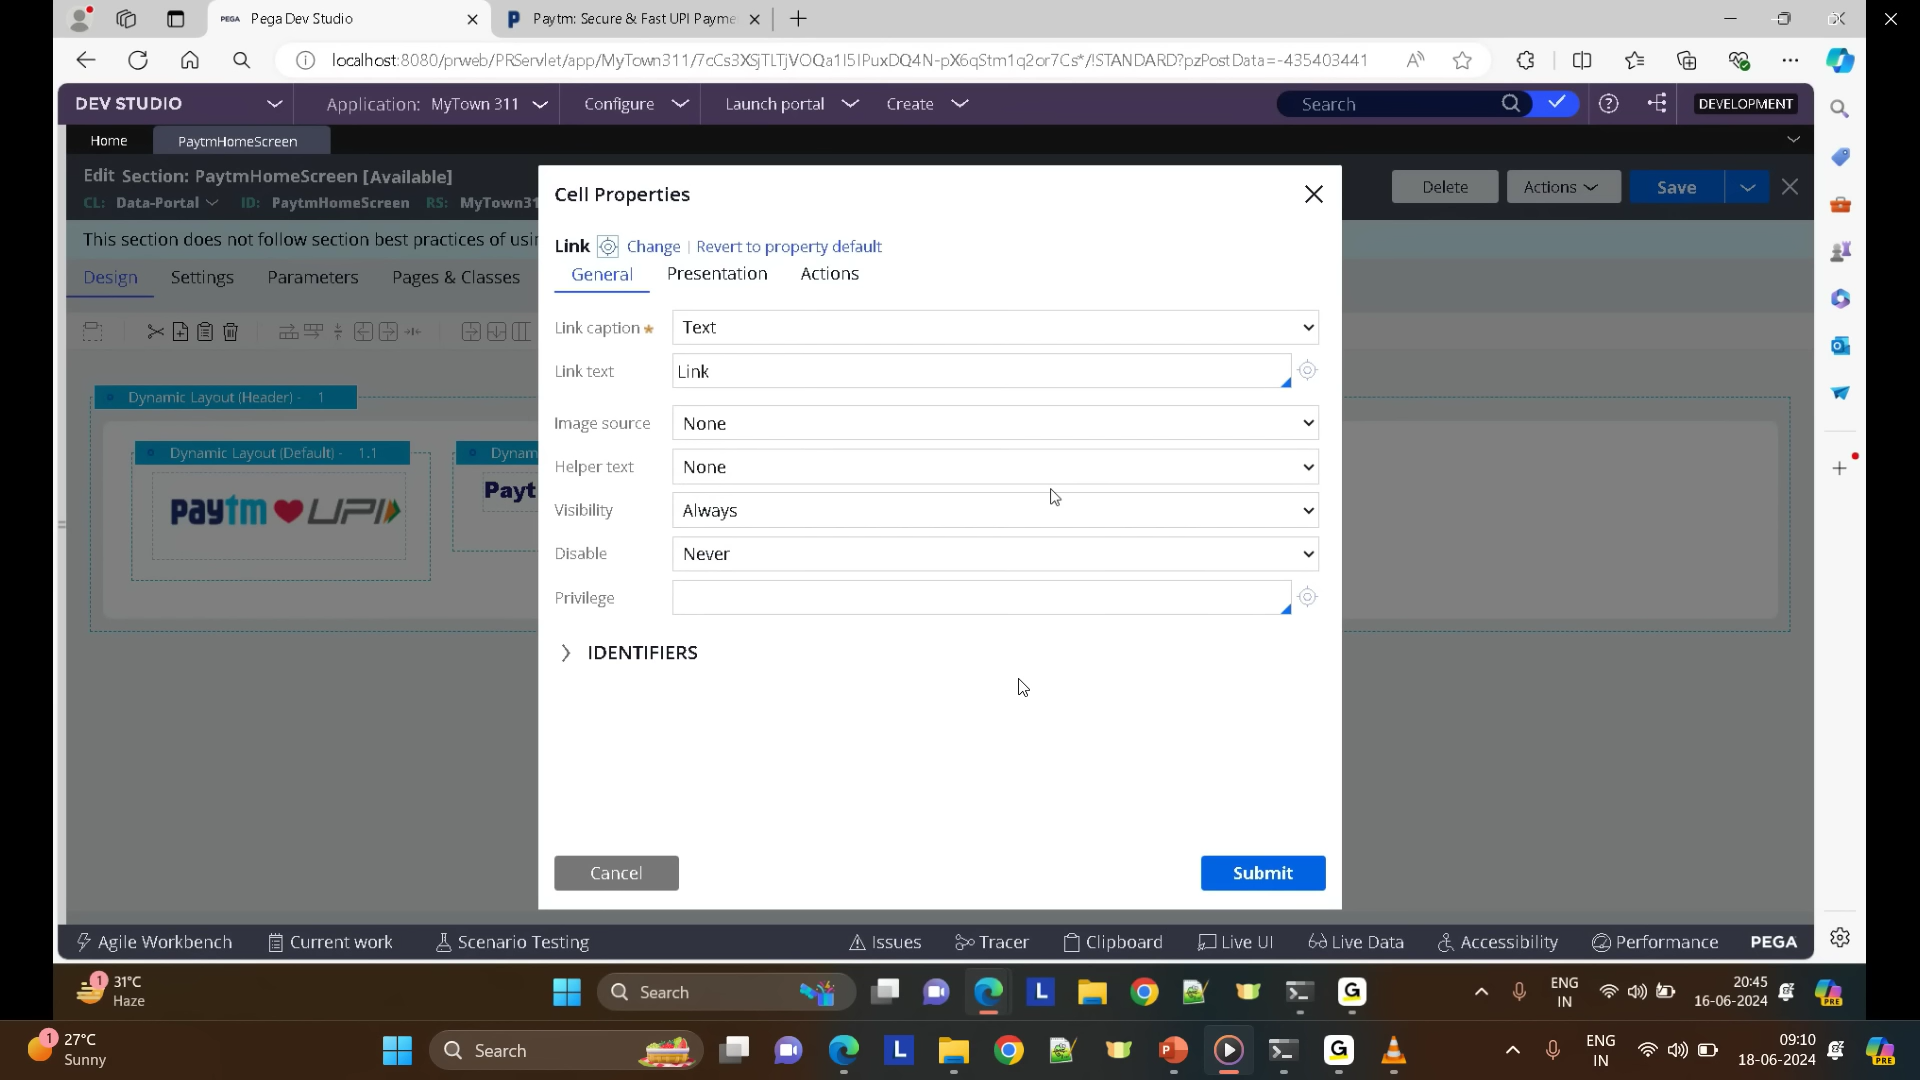 PEGA Pega Dev Studio
Paytm: Secure & Fast UPI Payme
localhost:8080/prweb/PRServlet/app/MyTown311/7cCs3XSjTLTjVOQa1I5IPuxDQ4N-pX6qStm1q2or7Cs*/!STANDARD?pzPostData=-435403441
DEV STUDIO
Application: MyTown 311
Configure
Launch portal
Create
Search
DEVELOPMENT
Home
PaytmHomeScreen
Edit Section: PaytmHomeScreen [Available]
CL: Data-Portal ID: PaytmHomeScreen RS: MyTown31
Delete
Actions
Save
This section does not follow section best practices of usi
Design
Settings
Parameters
Pages & Classes
Dynamic Layout (Header) - 1
Dynamic Layout (Default) - 1.1
Dynam
paytm UPI
Payt
Cell Properties
Link Change | Revert to property default
General
Presentation
Actions
Link caption Text
Link text Link
Image source None
Helper text None
Visibility Always
Disable Never
Privilege
IDENTIFIERS
Cancel
Submit
Agile Workbench
Current work
Scenario Testing
Issues
Tracer
Clipboard
Live UI
Live Data
Accessibility
Performance
PEGA
1
31°C
Haze
Search
L
G
ENG
IN
20:45
16-06-2024
PRE
1
27°C
Sunny
Search
L
P
G
ENG
IN
09:10
18-06-2024
PRE